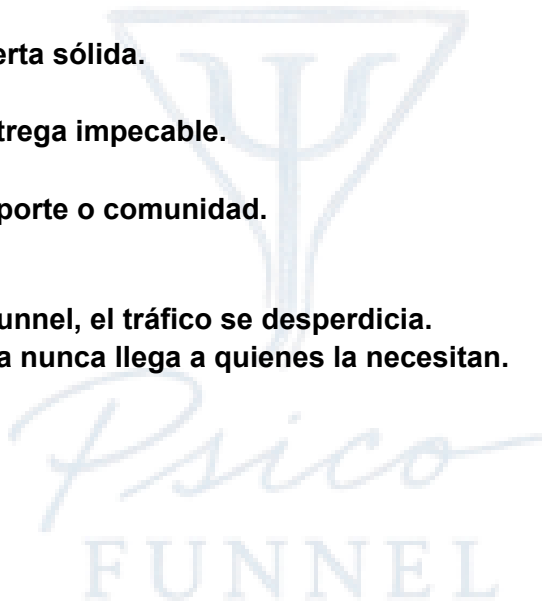 erta sólida.
trega impecable.
porte o comunidad.
unnel, el tráfico se desperdicia.
a nunca llega a quienes la necesitan.
Psico
FUNNEL